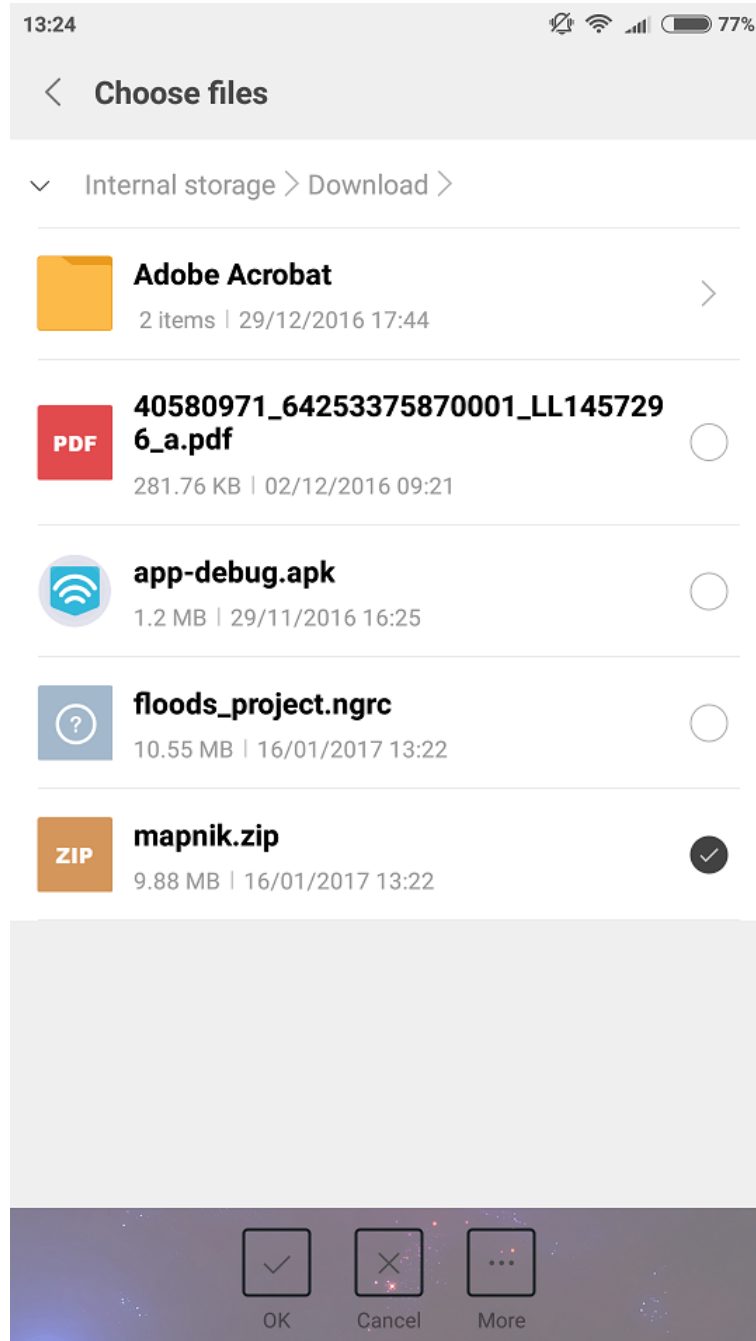 13:24 77%
Choose files
Internal storage > Download >
Adobe Acrobat
2 items | 29/12/2016 17:44
40580971_64253375870001_LL145729
6_a.pdf
PDF
281.76 KB | 02/12/2016 09:21
app-debug.apk
1.2 MB | 29/11/2016 16:25
floods_project.ngrc
?
10.55 MB | 16/01/2017 13:22
mapnik.zip
ZIP
9.88 MB | 16/01/2017 13:22
OK Cancel More